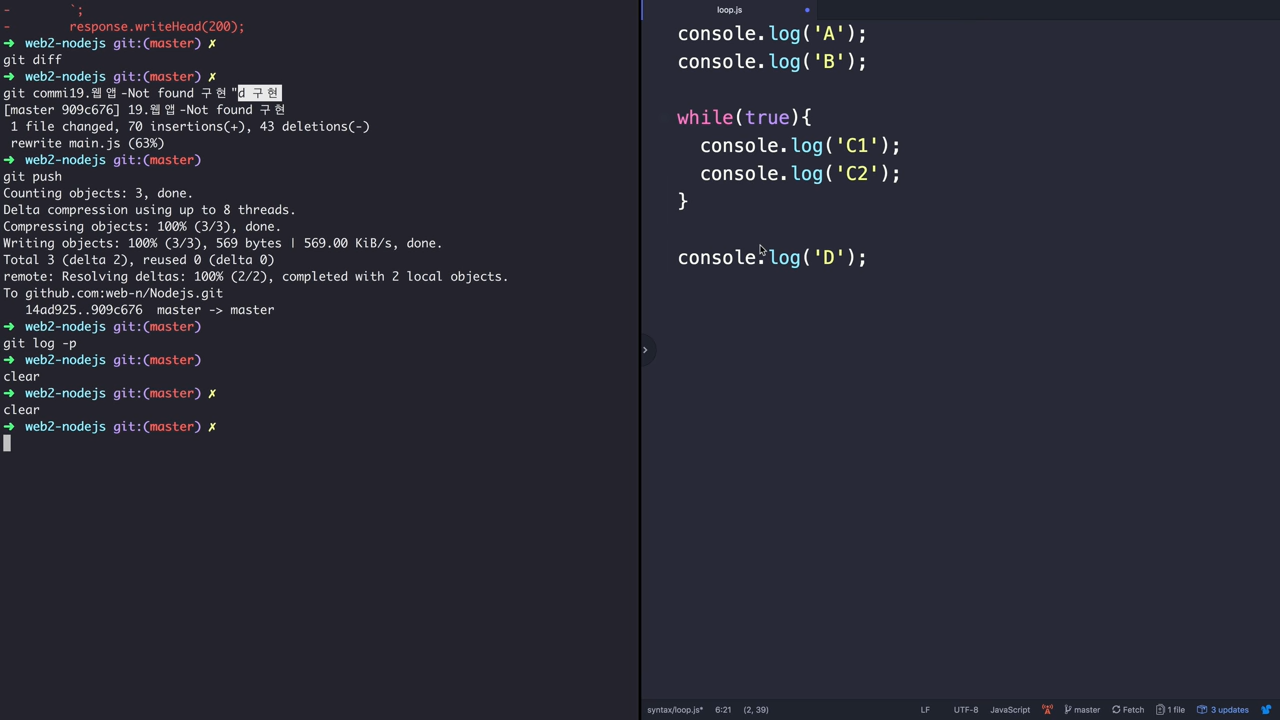 -        `;
-        response.writeHead(200);
➜ web2-nodejs git:(master) ✗
git diff
➜ web2-nodejs git:(master) ✗
git commi19.웹앱-Not found 구현 "d 구현
[master 909c676] 19.웹앱-Not found 구현
 1 file changed, 70 insertions(+), 43 deletions(-)
 rewrite main.js (63%)
➜ web2-nodejs git:(master)
git push
Counting objects: 3, done.
Delta compression using up to 8 threads.
Compressing objects: 100% (3/3), done.
Writing objects: 100% (3/3), 569 bytes | 569.00 KiB/s, done.
Total 3 (delta 2), reused 0 (delta 0)
remote: Resolving deltas: 100% (2/2), completed with 2 local objects.
To github.com:web-n/Nodejs.git
   14ad925..909c676  master -> master
➜ web2-nodejs git:(master)
git log -p
➜ web2-nodejs git:(master)
clear
➜ web2-nodejs git:(master) ✗
clear
➜ web2-nodejs git:(master) ✗
loop.js
console.log('A');
console.log('B');
while(true){
  console.log('C1');
  console.log('C2');
}
console.log('D');
syntax/loop.js* 6:21 (2, 39) LF UTF-8 JavaScript master Fetch 1 file 3 updates